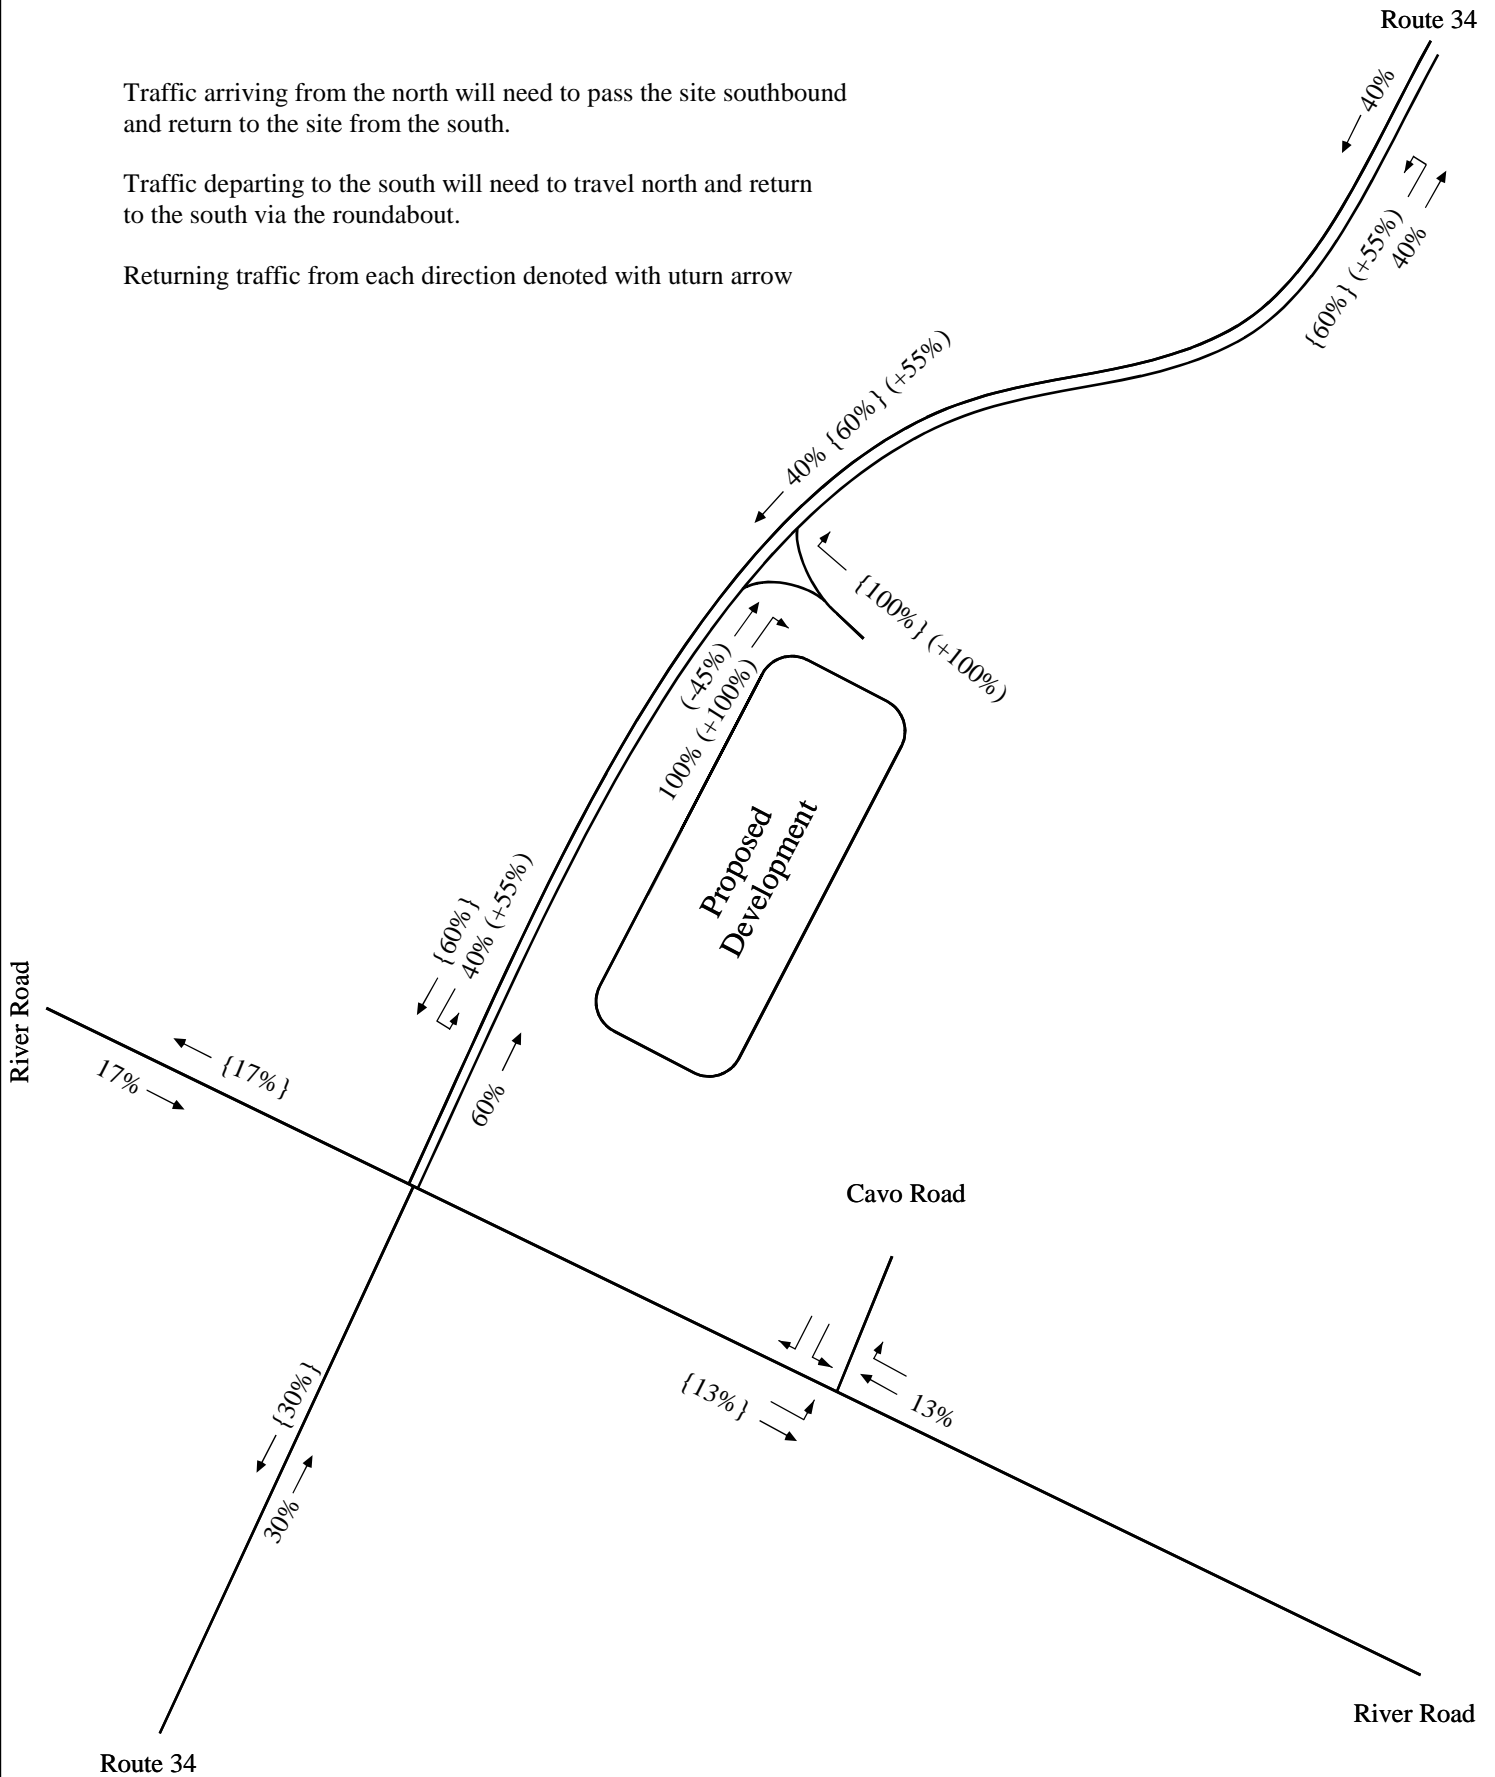 Route 34
Traffic arriving from the north will need to pass the site southbound
and return to the site from the south.
Traffic departing to the south will need to travel north and return
to the south via the roundabout.
Returning traffic from each direction denoted with uturn arrow
40%
{60%} (+55%)
40%
40% {60%} (+55%)
{100%} (+100%)
(-45%)
100% (+100%)
Proposed
Development
{60%}
40% (+55%)
60%
River Road
{17%}
17%
Cavo Road
{13%}
13%
{30%}
30%
River Road
Route 34